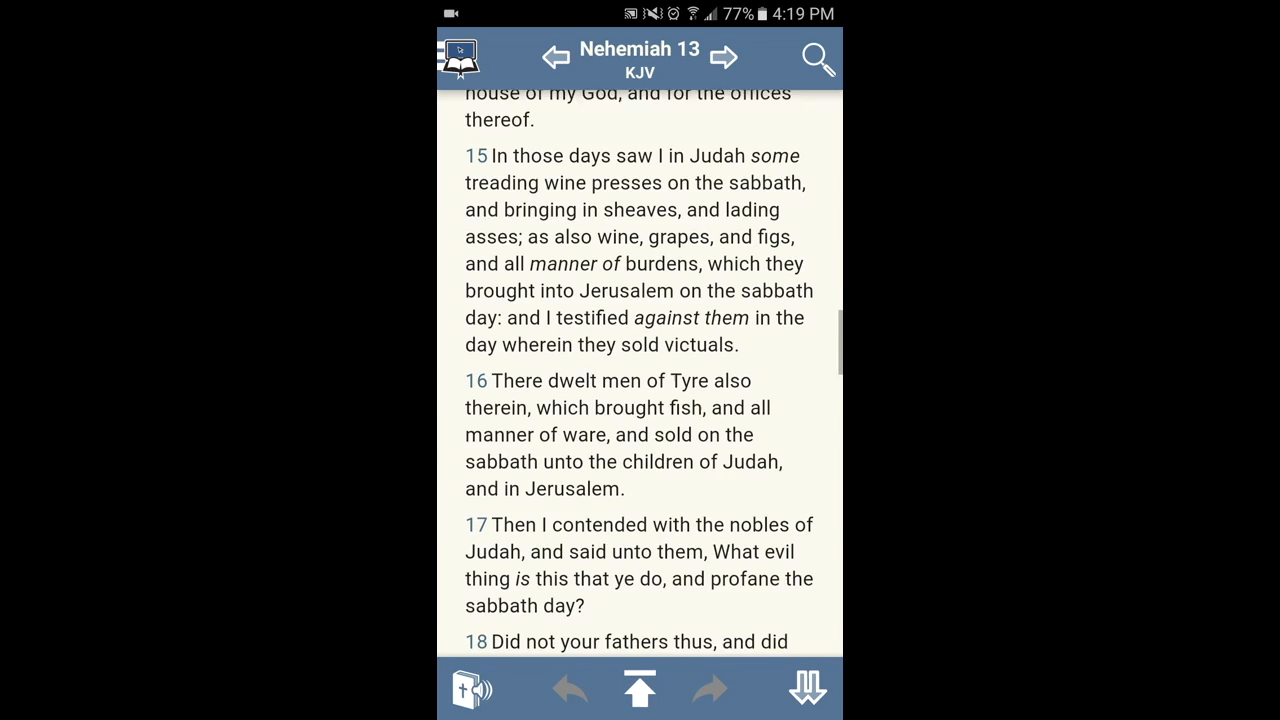 77% 4:19 PM
Nehemiah 13
KJV
house of my God, and for the offices
thereof.
15 In those days saw I in Judah some
treading wine presses on the sabbath,
and bringing in sheaves, and lading
asses; as also wine, grapes, and figs,
and all manner of burdens, which they
brought into Jerusalem on the sabbath
day: and I testified against them in the
day wherein they sold victuals.
16 There dwelt men of Tyre also
therein, which brought fish, and all
manner of ware, and sold on the
sabbath unto the children of Judah,
and in Jerusalem.
17 Then I contended with the nobles of
Judah, and said unto them, What evil
thing is this that ye do, and profane the
sabbath day?
18 Did not your fathers thus, and did